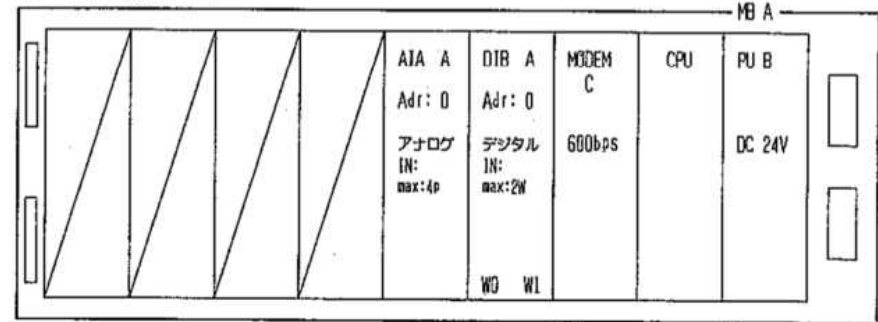 MB A
AIA A
Adr: 0
アナログ
IN:
max:4p
DIB A
Adr: 0
デジタル
IN:
max:2W
W0 W1
MODEM
C
600bps
CPU
PU B
DC 24V